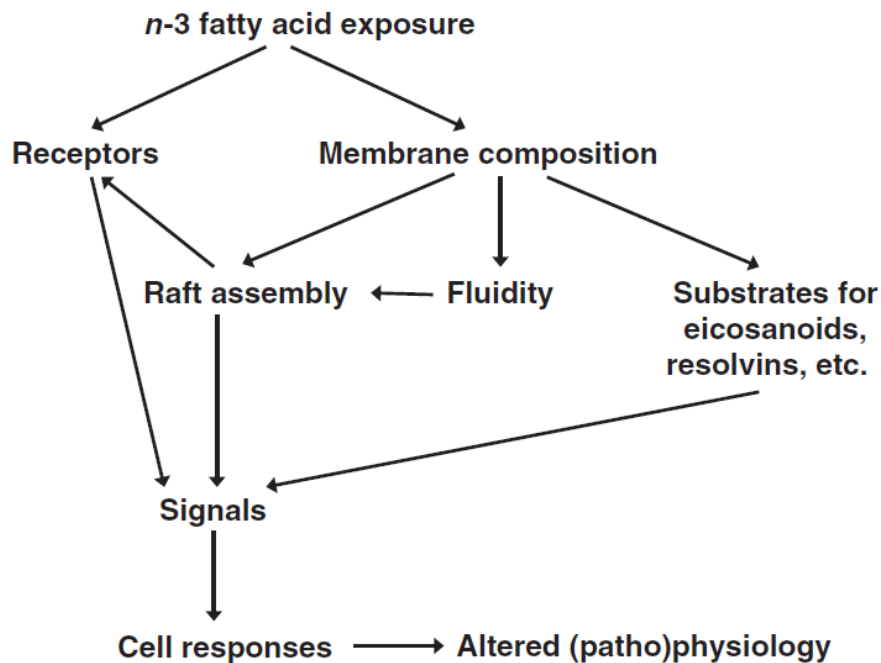 n-3 fatty acid exposure
Receptors
Membrane composition
Raft assembly
Fluidity
Substrates for
eicosanoids,
resolvins, etc.
Signals
Cell responses
Altered (patho)physiology